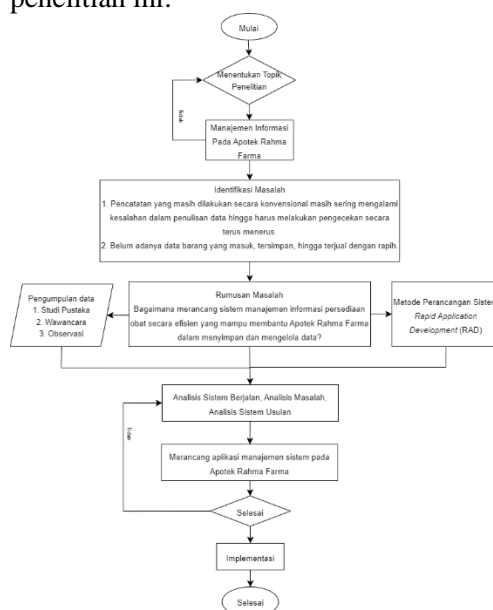 penelitian ini.
Mulai
Menentukan Topik
Penelitian
Tidak
Manajemen Informasi
Pada Apotek Rahma
Farma
Identifikasi Masalah
1. Pencatatan yang masih dilakukan secara konvensional masih sering mengalami
kesalahan dalam penulisan data hingga harus melakukan pengecekan secara
terus menerus.
2. Belum adanya data barang yang masuk, tersimpan, hingga terjual dengan rapih.
Pengumpulan data
1. Studi Pustaka
2. Wawancara
3. Observasi
Rumusan Masalah
Bagaimana merancang sistem manajemen informasi persediaan
obat secara efisien yang mampu membantu Apotek Rahma Farma
dalam menyimpan dan mengelola data?
Metode Perancangan Sistem
Rapid Application
Development (RAD)
Analisis Sistem Berjalan, Analisis Masalah,
Analisis Sistem Usulan
Tidak
Merancang aplikasi manajemen sistem pada
Apotek Rahma Farma
Selesai
Implementasi
Selesai